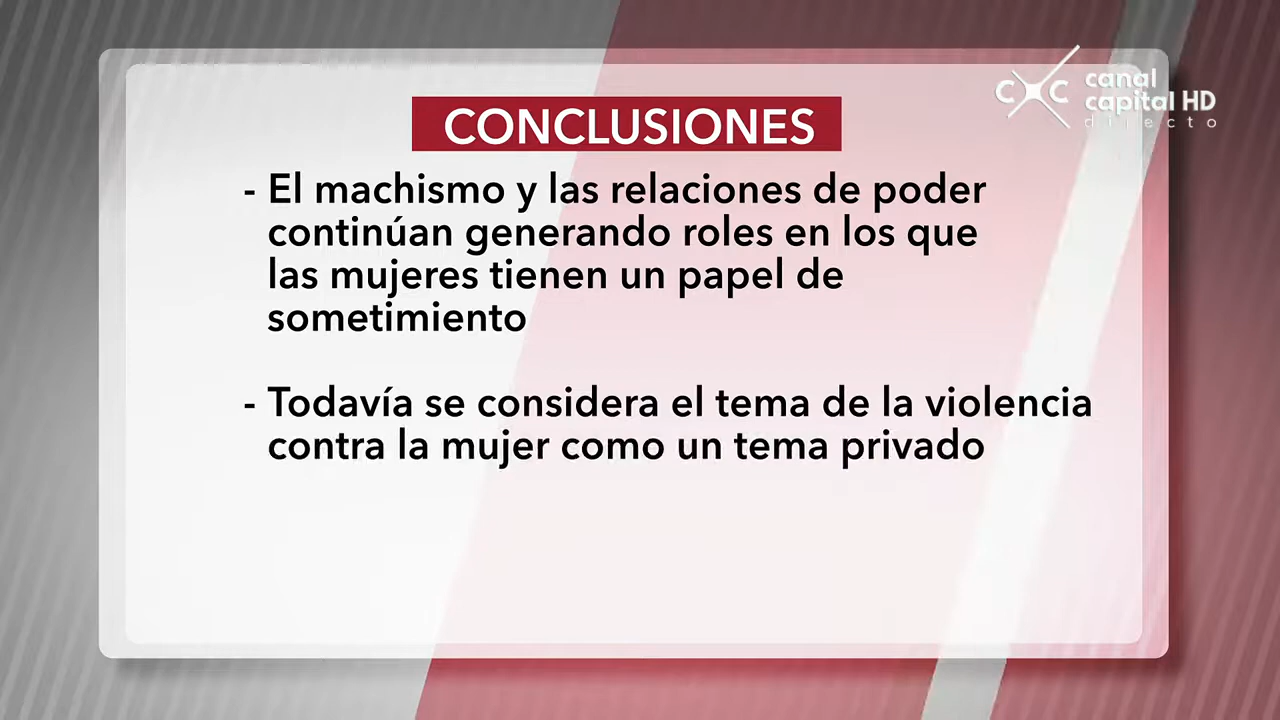 CONCLUSIONES
- El machismo y las relaciones de poder
continúan generando roles en los que
las mujeres tienen un papel de
sometimiento
- Todavía se considera el tema de la violencia
contra la mujer como un tema privado
cxc
canal
capital HD
directo